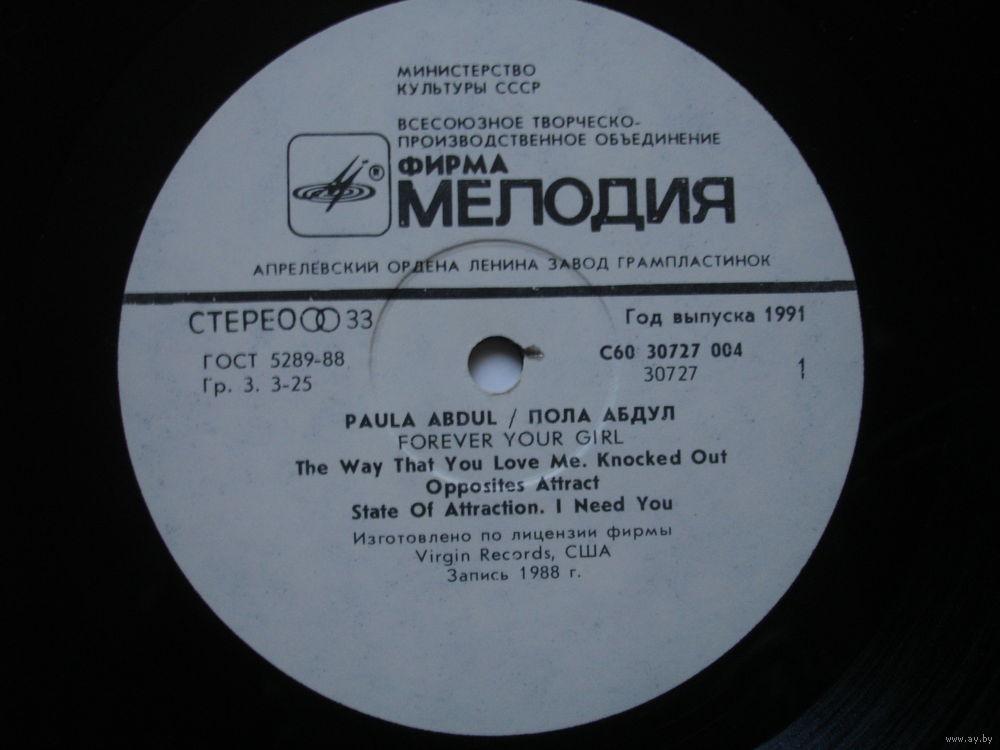 МИНИСТЕРСТВО
КУЛЬТУРЫ СССР
ВСЕСОЮЗНОЕ ТВОРЧЕСКО-
ПРОИЗВОДСТВЕННОЕ ОБЪЕДИНЕНИЕ
ФИРМА
®
МЕЛОДИЯ
АПРЕЛЕВСКИЙ ОРДЕНА ЛЕНИНА ЗАВОД ГРАМПЛАСТИНОК
СТЕРЕО 33
Год выпуска 1991
ГОСТ 5289-88
Гр. 3. 3-25
С60 30727 004
30727
1
PAULA ABDUL / ПОЛА АБДУЛ
FOREVER YOUR GIRL
The Way That You Love Me. Knocked Out
Opposites Attract
State Of Attraction. I Need You
Изготовлено по лицензии фирмы
Virgin Records, США
Запись 1988 г.
www.ay.by